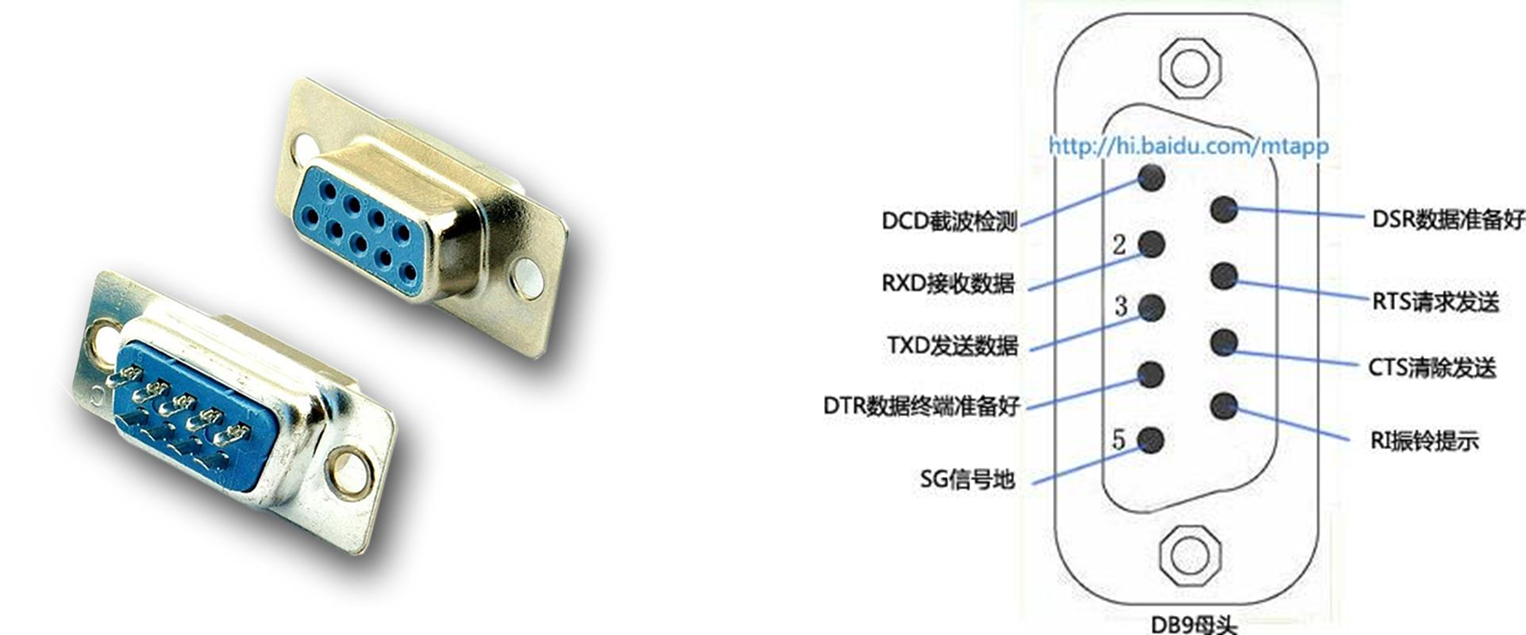 http://hi.baidu.com/mtapp
DCD截波检测
DSR数据准备好
2
RXD接收数据
RTS请求发送
3
TXD发送数据
CTS清除发送
DTR数据终端准备好
RI振铃提示
5
SG信号地
DB9母头